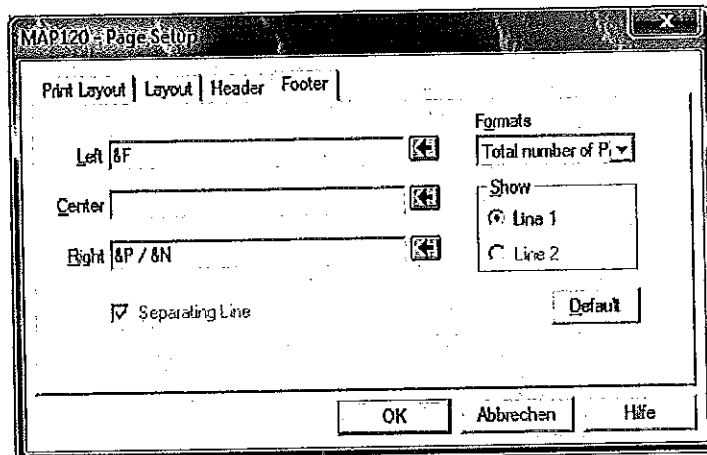 MAP120 - Page Setup
Print Layout Layout Header Footer
Formats
Left &F
Total number of P
Center
Show
Line 1
Right &P / &N
Line 2
Separating Line
Default
OK Abbrechen Hilfe